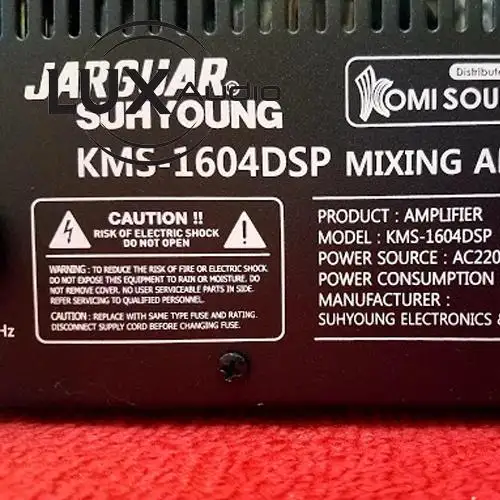 JARGUAR®
SUHYOUNG
LUX Audio
Distribute
KOMI SOU
KMS-1604DSP MIXING A
CAUTION !!
RISK OF ELECTRIC SHOCK
DO NOT OPEN
WARNING : TO REDUCE THE RISK OF FIRE OR ELECTRIC SHOCK.
DO NOT EXPOSE THIS EQUIPMENT TO RAIN OR MOISTURE. DO
NOT REMOVE COVER. NO USER SERVICEABLE PARTS IN SIDE
REFER SERVICING TO QUALIFIED PERSONNEL.
CAUTION : REPLACE WITH SAME TYPE FUSE AND RATING.
DISCONNECT SUPPLY CORD BEFORE CHANGING FUSE.
PRODUCT : AMPLIFIER
MODEL : KMS-1604DSP
POWER SOURCE : AC220
POWER CONSUMPTION
MANUFACTURER :
SUHYOUNG ELECTRONICS &
Hz